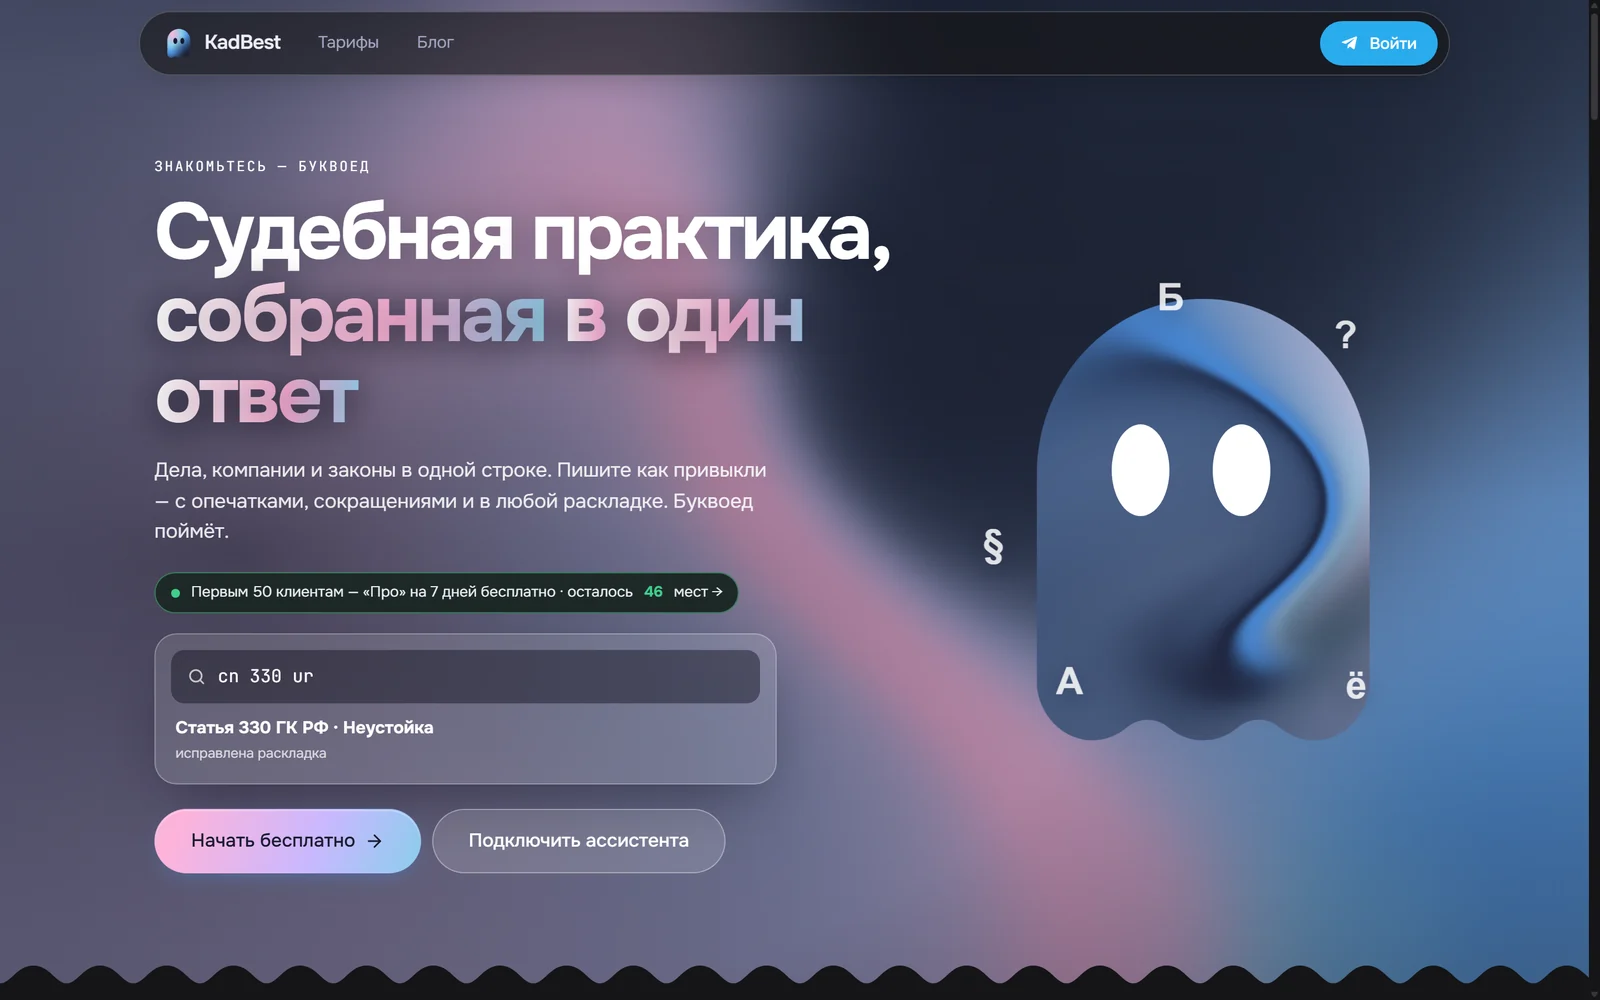 KadBest
Тарифы
Блог
Войти
ЗНАКОМЬТЕСЬ — БУКВОЕД
Судебная практика,
собранная в один
ответ
Дела, компании и законы в одной строке. Пишите как привыкли
— с опечатками, сокращениями и в любой раскладке. Буквоед
поймёт.
Первым 50 клиентам — «Про» на 7 дней бесплатно · осталось 46 мест →
cn 330 ur
Статья 330 ГК РФ · Неустойка
исправлена раскладка
Начать бесплатно →
Подключить ассистента
Б
?
§
А
ё